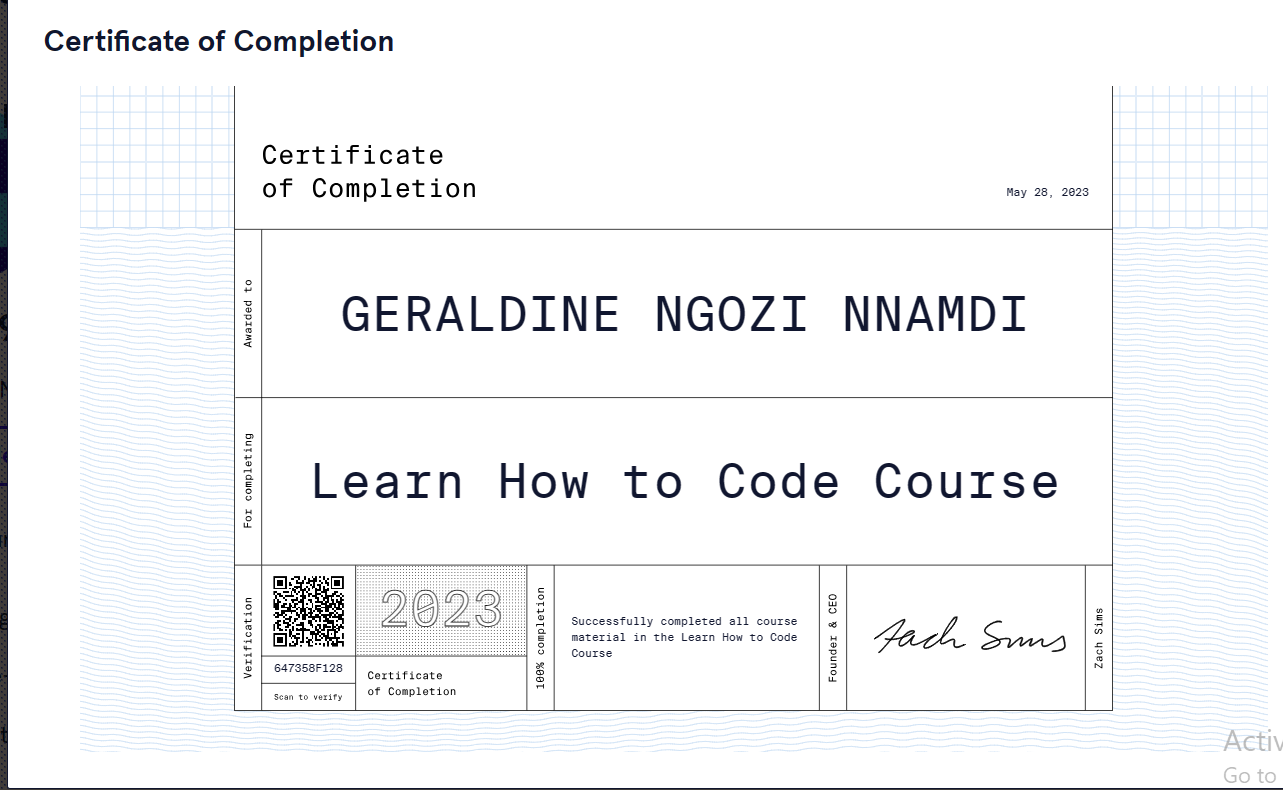 Certificate of Completion
Certificate
of Completion
May 28, 2023
Awarded to
GERALDINE NGOZI NNAMDI
For completing
Learn How to Code Course
Verification
647358F128
Scan to verify
2023
Certificate
of Completion
100% completion
Successfully completed all course
material in the Learn How to Code
Course
Founder & CEO
Zach Sims
Zach Sims
Go to